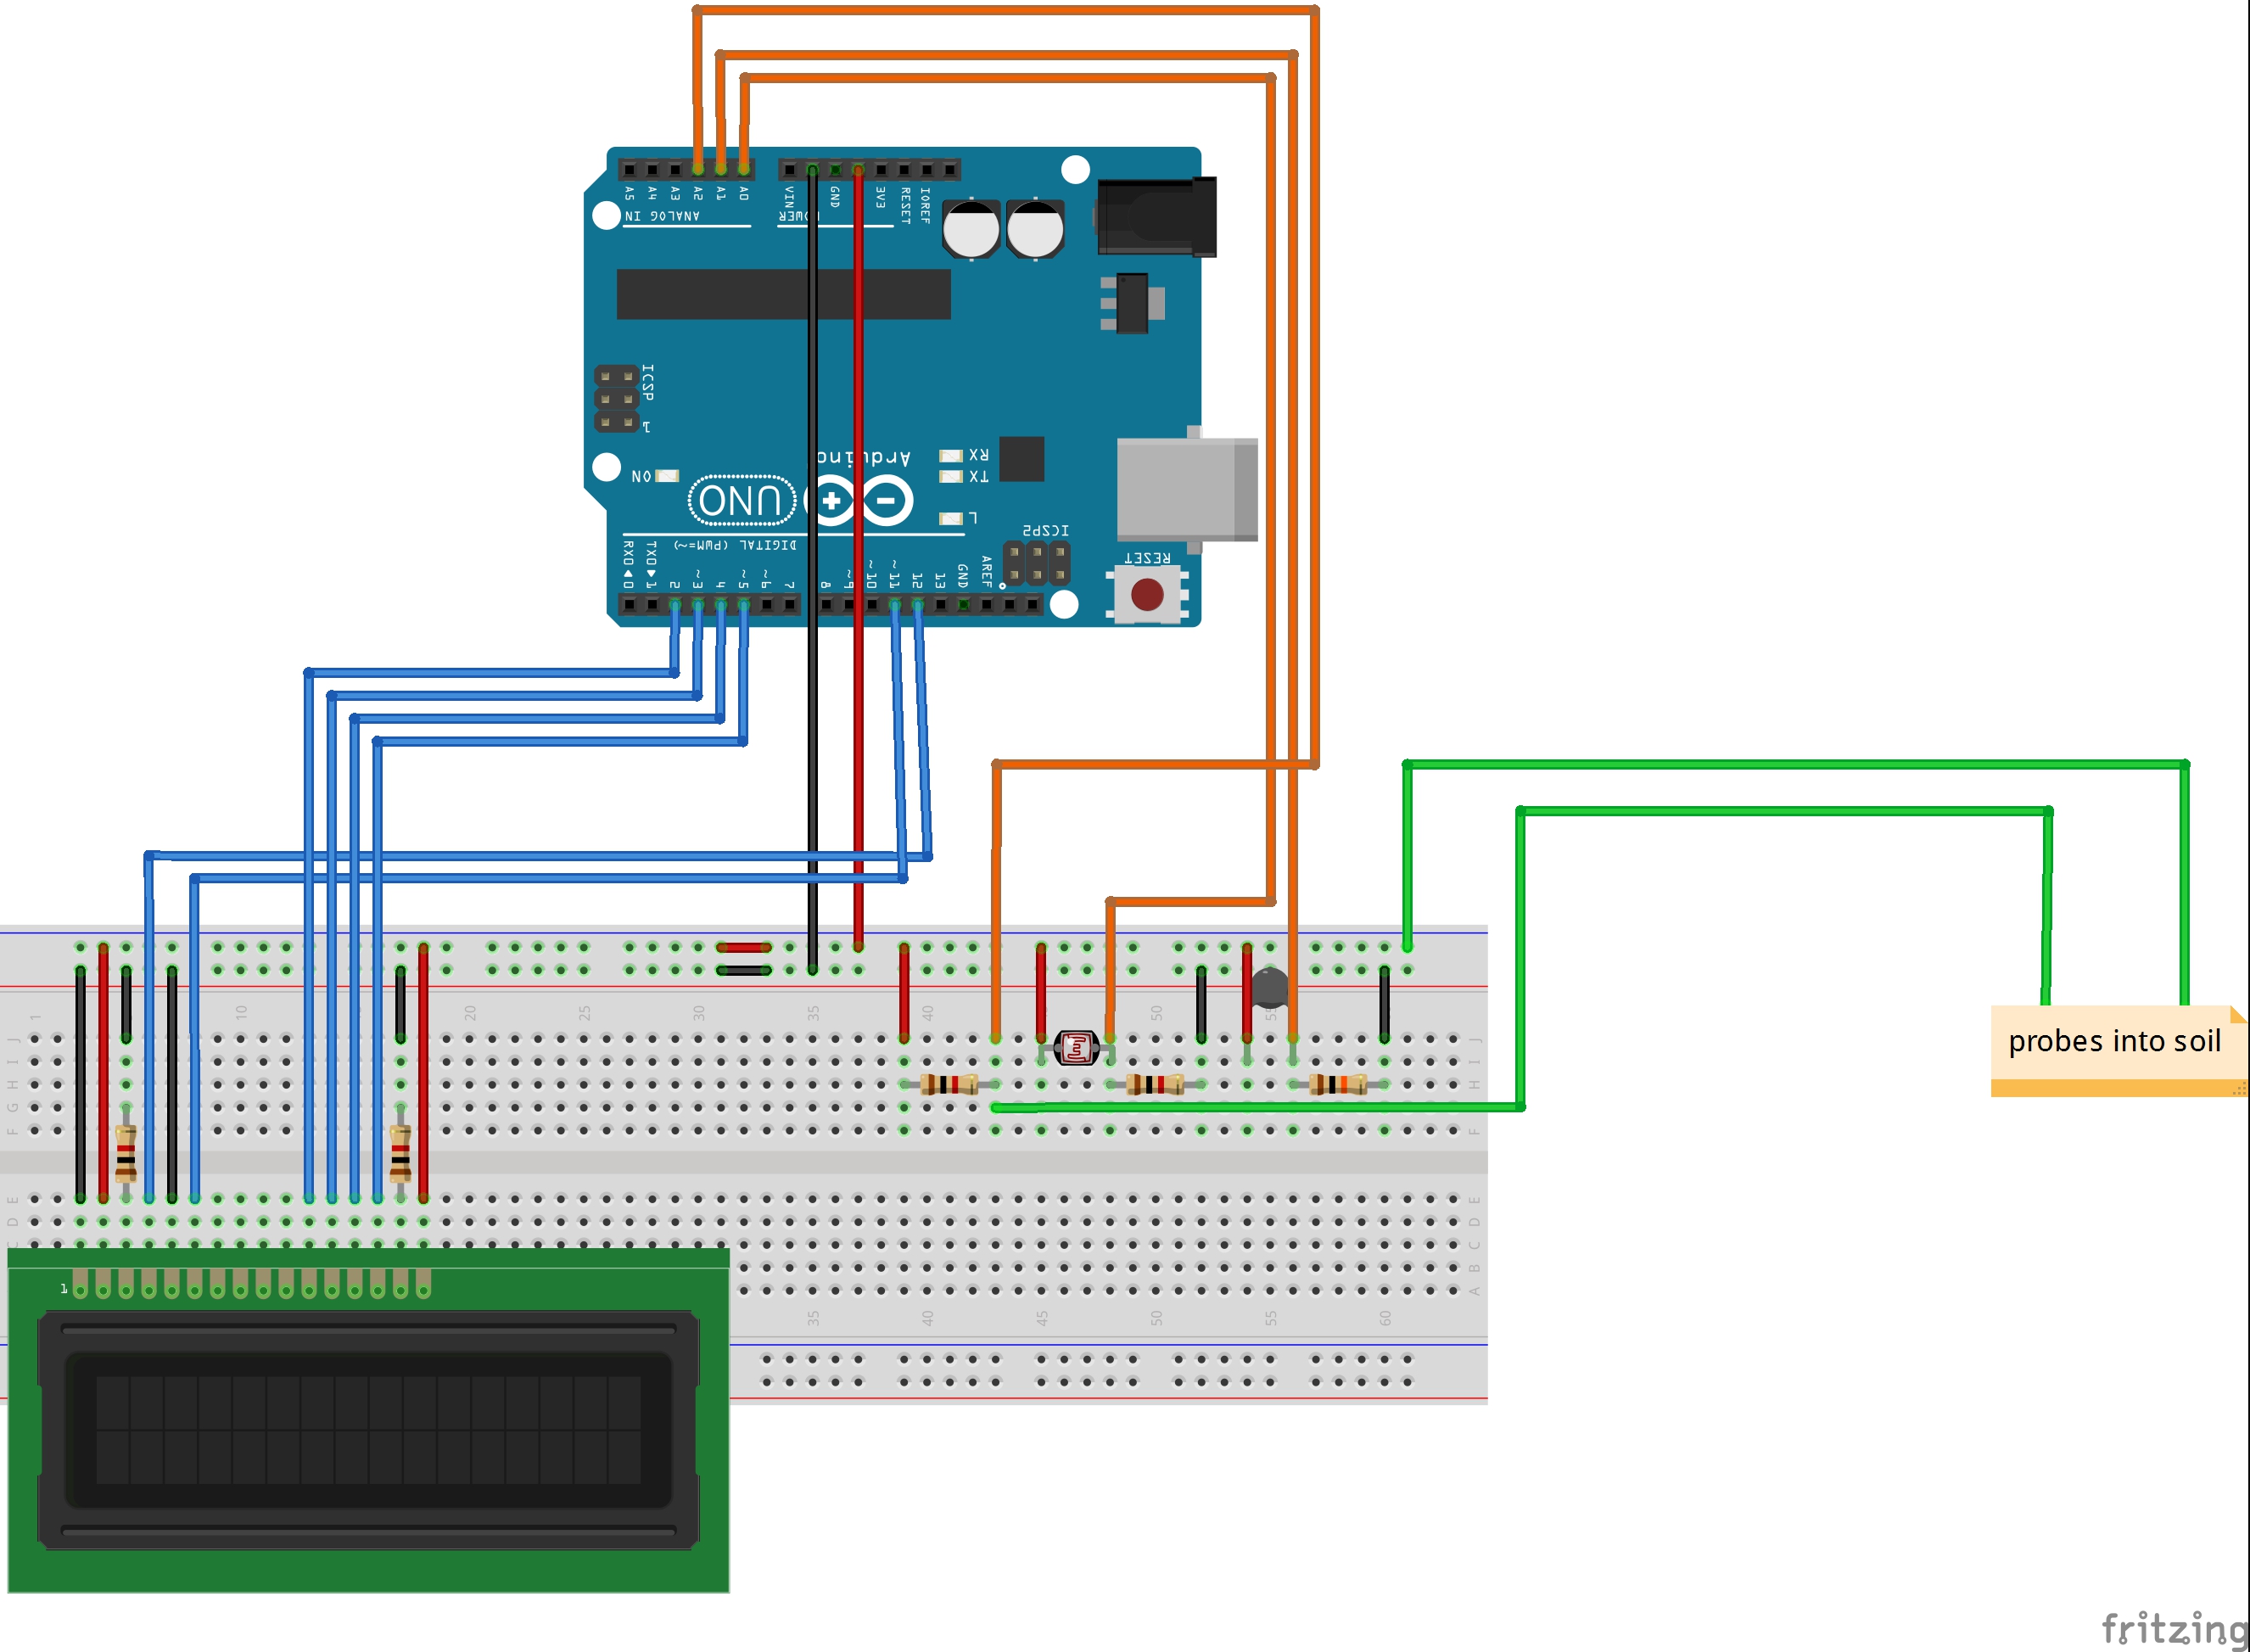 A5 A4 A3 A2 A1 A0 VIN GND 3V3 RESET IOREF
ANALOG IN POWER
ICSP
1
Arduino
RX
TX
ON
UNO
L
ICSP2
DIGITAL (PWM=~)
RESET
RX0 0 TX0 1 2 ~3 4 ~5 ~6 7 8 ~9 ~10 ~11 12 13 GND AREF
1 10 20 25 30 35 40 50 55
J J
I I
H H
G
F F
probes into soil
E E
D D
C C
B
A
1
35 40 45 50 55 60
fritzing